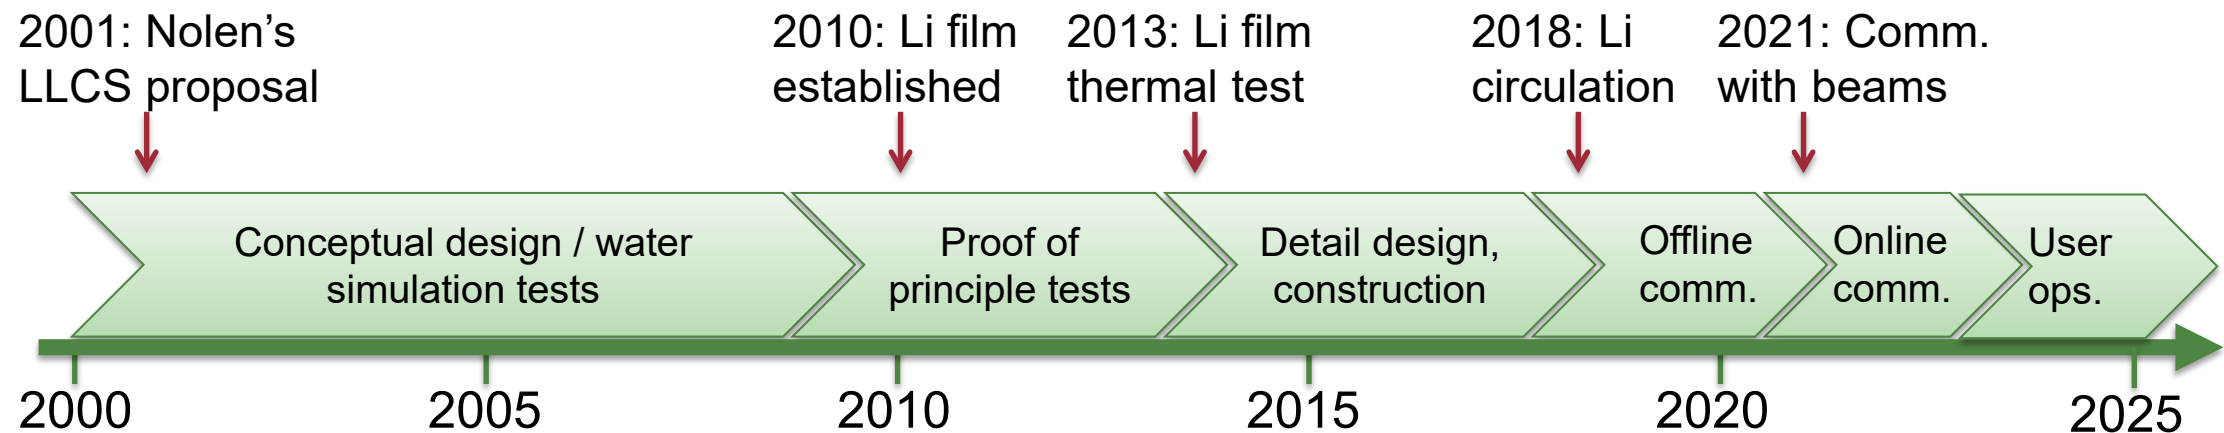 2001: Nolen’s
LLCS proposal
2010: Li film
established
2013: Li film
thermal test
2018: Li
circulation
2021: Comm.
with beams
Conceptual design / water
simulation tests
Proof of
principle tests
Detail design,
construction
Offline
comm.
Online
comm.
User
ops.
2000
2005
2010
2015
2020
2025